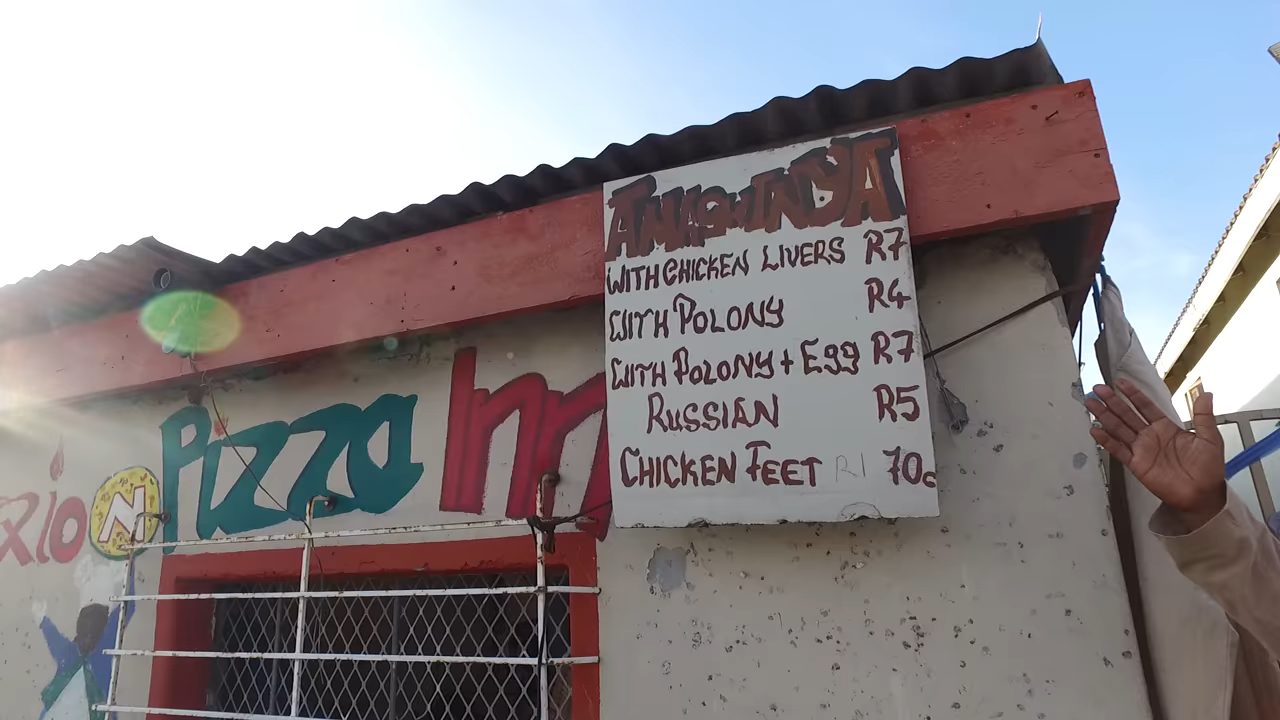 AMAGWINYA
WITH CHICKEN LIVERS R7
WITH POLONY R4
WITH POLONY + Egg R7
RUSSIAN R5
CHICKEN FEET R1 70c
XIO N Pizza